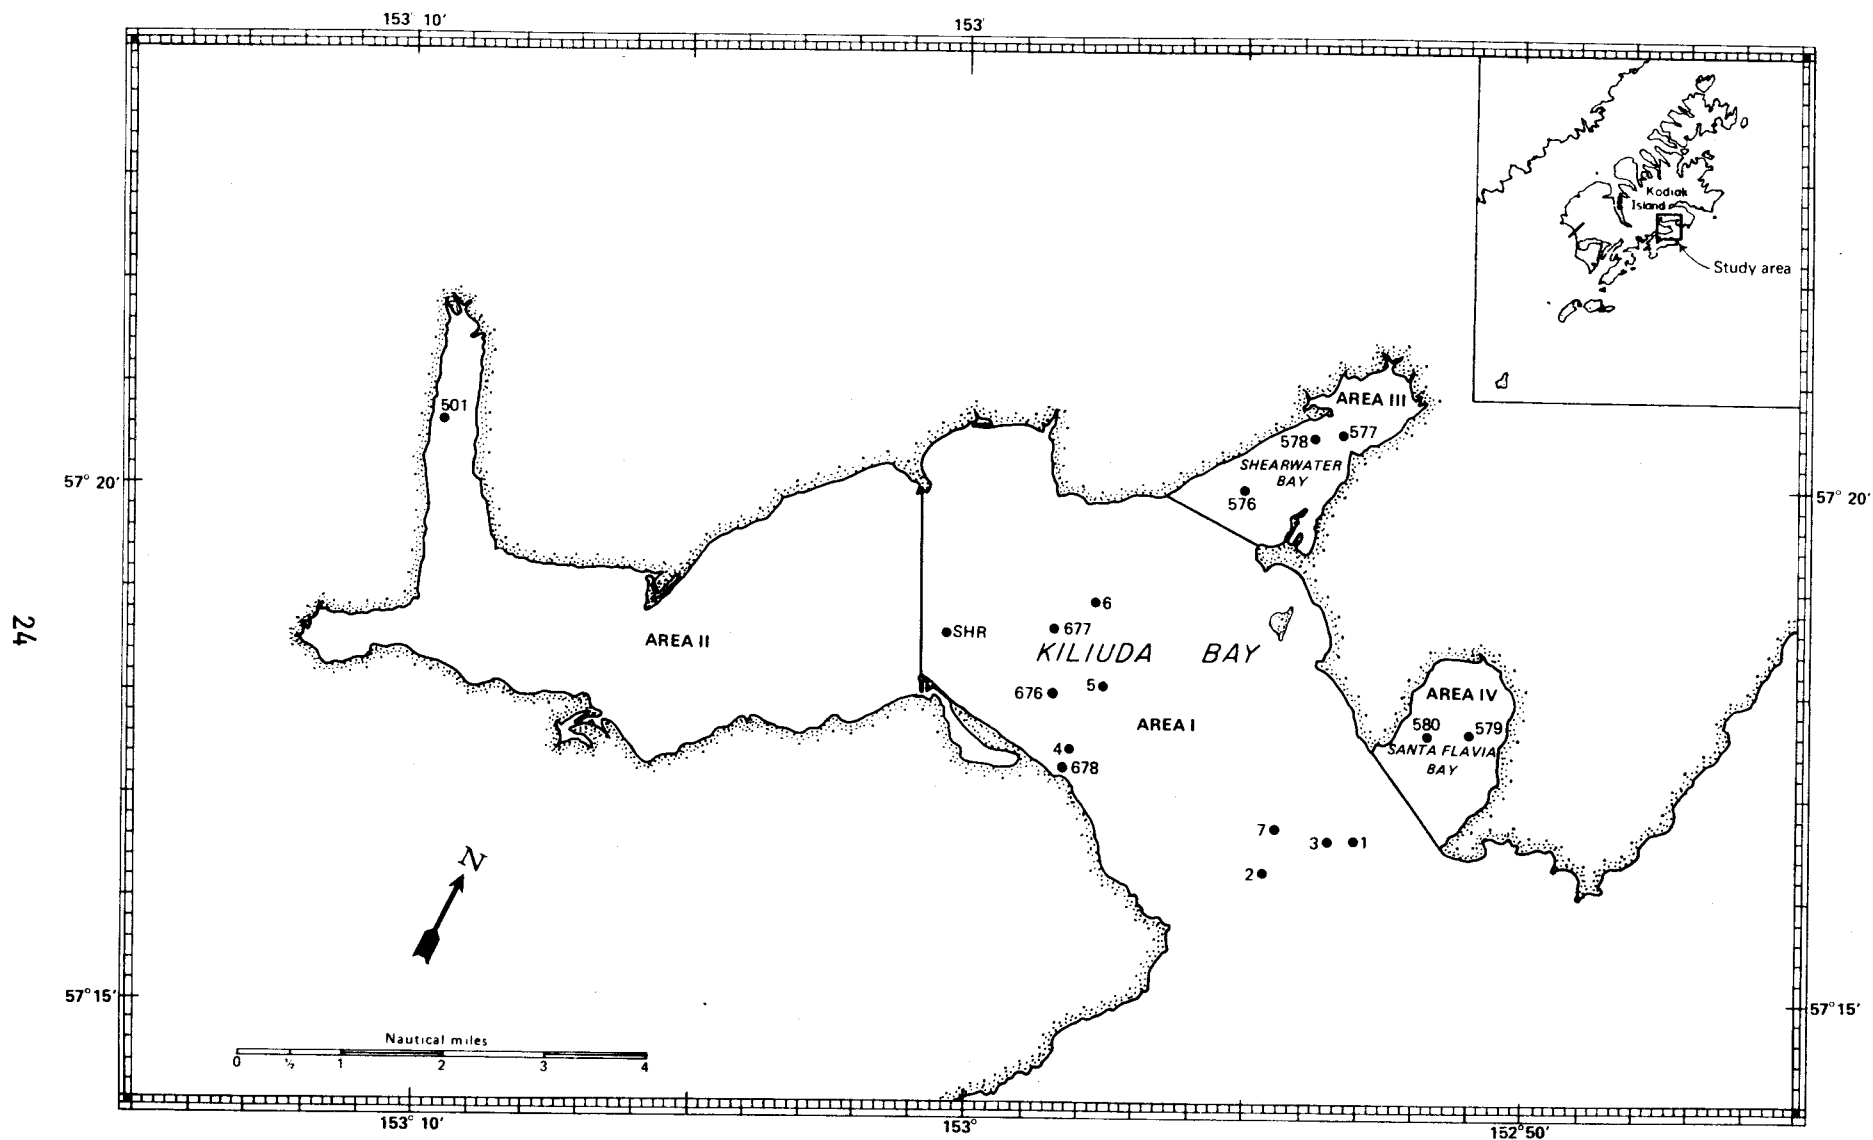 153° 10'
153°
Kodiak
Island
Study area
501
AREA III
578
577
57° 20'
SHEARWATER
BAY
576
57° 20'
24
6
677
SHR
AREA II
KILIUDA BAY
676
5
AREA I
AREA IV
580
579
4
SANTA FLAVIA
BAY
678
7
3
1
2
N
57° 15'
57° 15'
Nautical miles
0 ½ 1 2 3 4
153° 10'
153°
152° 50'